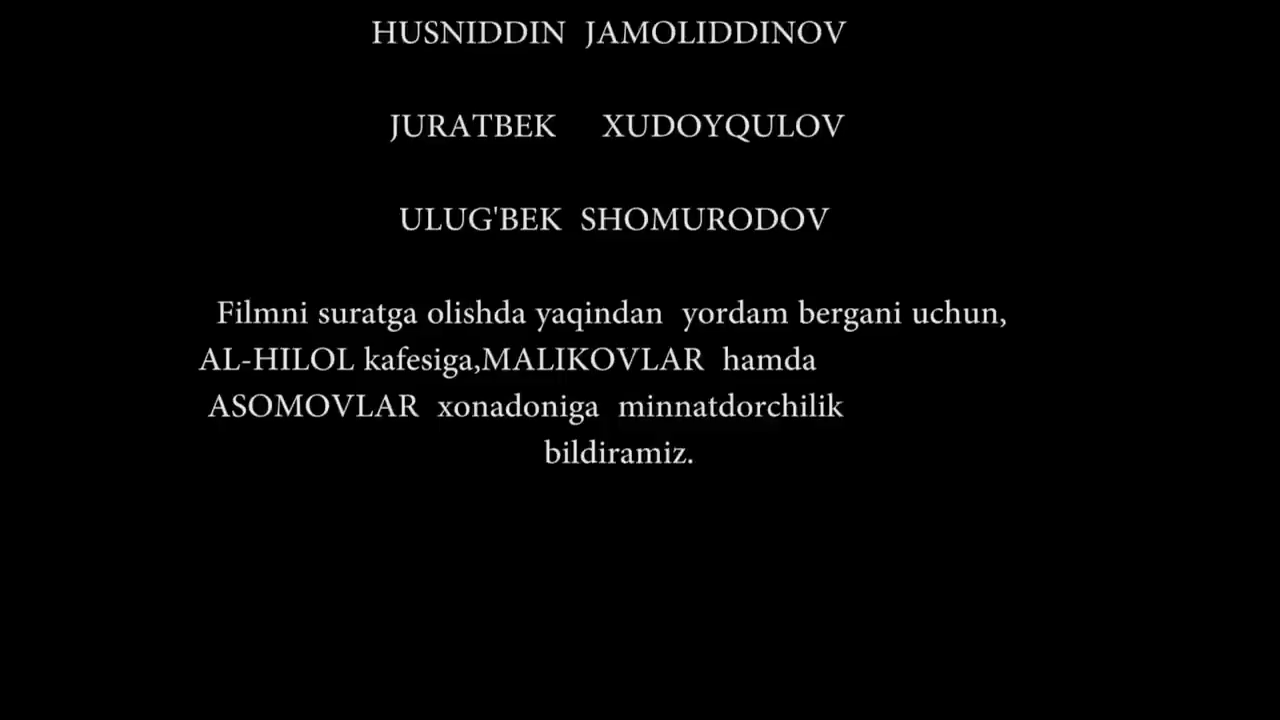 HUSNIDDIN JAMOLIDDINOV
JURATBEK XUDOYQULOV
ULUG'BEK SHOMURODOV
Filmni suratga olishda yaqindan yordam bergani uchun,
AL-HILOL kafesiga,MALIKOVLAR hamda
ASOMOVLAR xonadoniga minnatdorchilik
bildiramiz.